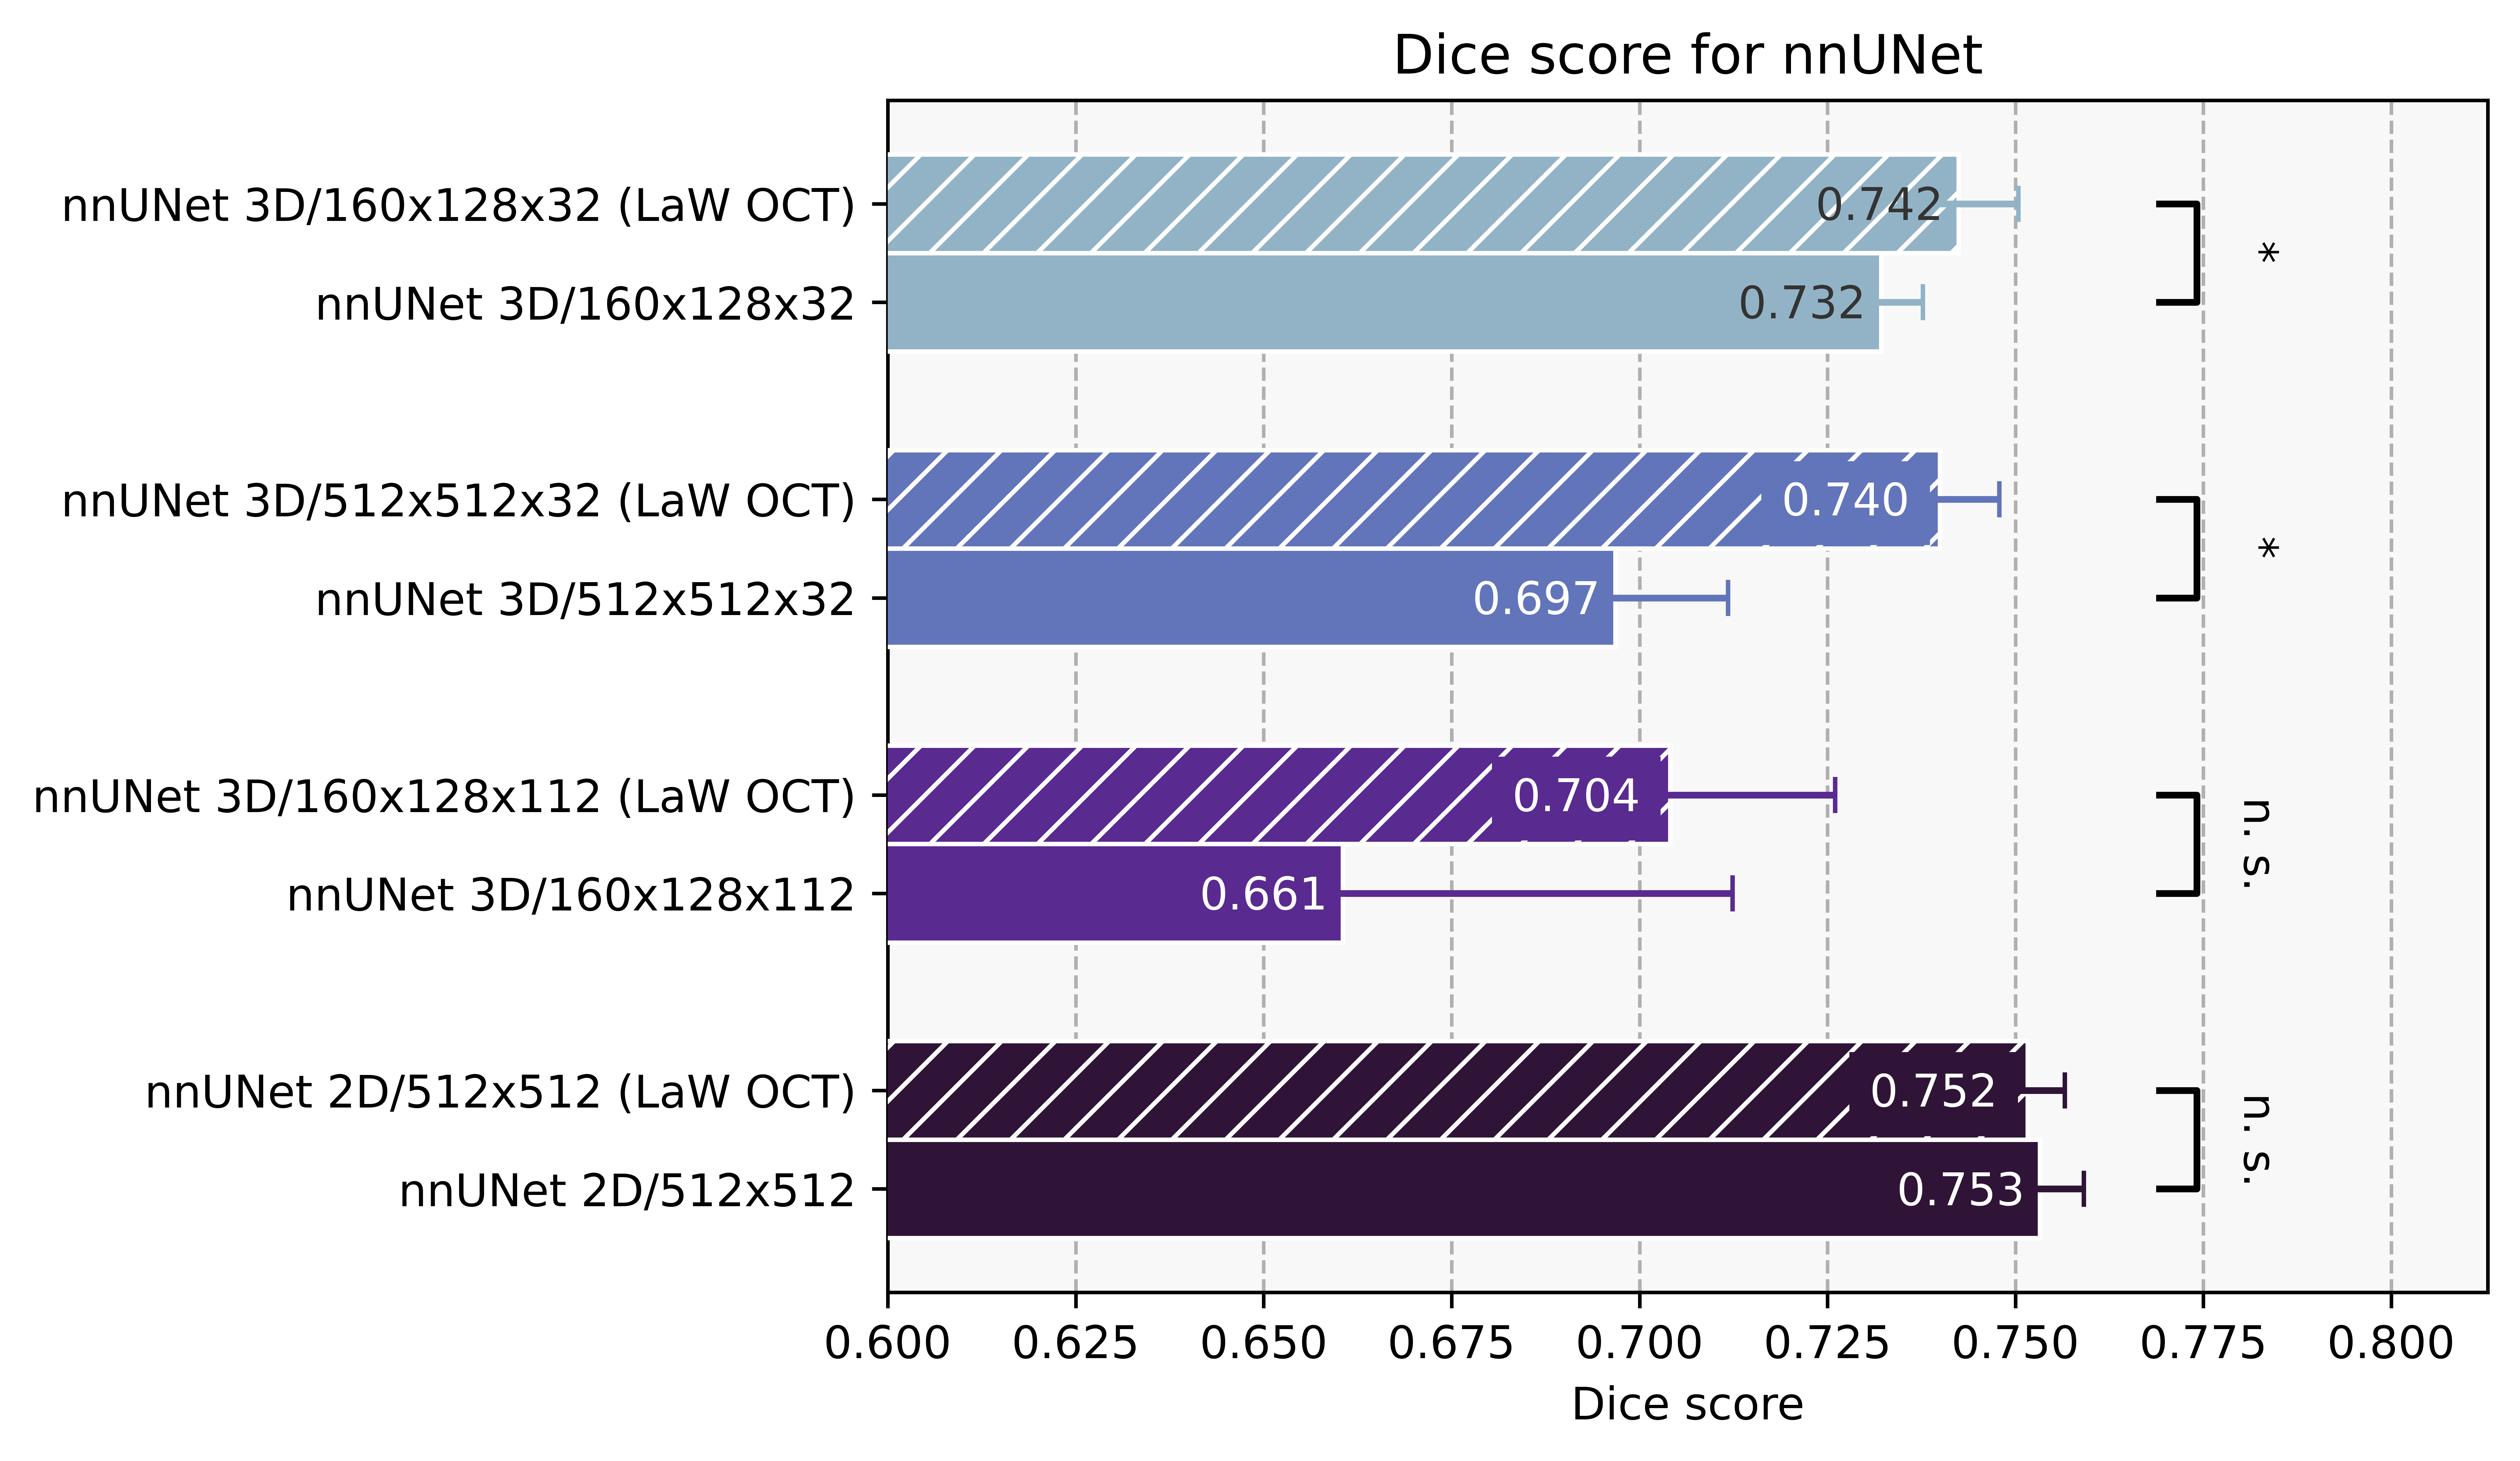 Dice score for nnUNet
nnUNet 3D/160x128x32 (LaW OCT)
0.742
*
nnUNet 3D/160x128x32
0.732
nnUNet 3D/512x512x32 (LaW OCT)
0.740
*
nnUNet 3D/512x512x32
0.697
nnUNet 3D/160x128x112 (LaW OCT)
0.704
n. s.
nnUNet 3D/160x128x112
0.661
nnUNet 2D/512x512 (LaW OCT)
0.752
n. s.
nnUNet 2D/512x512
0.753
0.600 0.625 0.650 0.675 0.700 0.725 0.750 0.775 0.800
Dice score